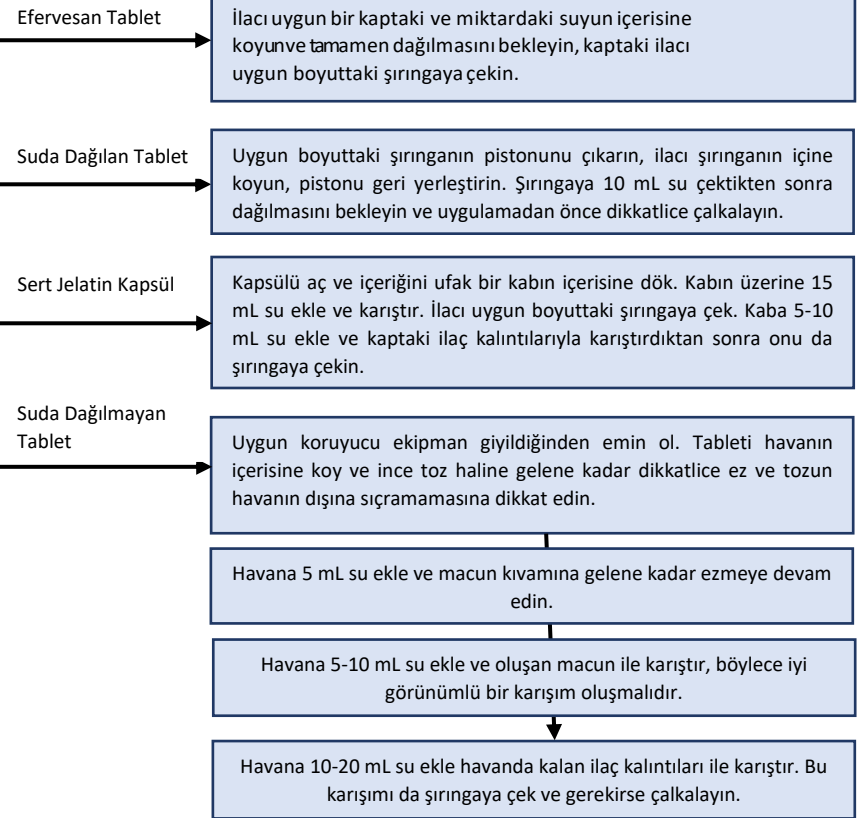 Efervesan Tablet
İlacı uygun bir kaptaki ve miktardaki suyun içerisine
koyunve tamamen dağılmasını bekleyin, kaptaki ilacı
uygun boyuttaki şırıngaya çekin.
Suda Dağılan Tablet
Uygun boyuttaki şırınganın pistonunu çıkarın, ilacı şırınganın içine
koyun, pistonu geri yerleştirin. Şırıngaya 10 mL su çektikten sonra
dağılmasını bekleyin ve uygulamadan önce dikkatlice çalkalayın.
Sert Jelatin Kapsül
Kapsülü aç ve içeriğini ufak bir kabın içerisine dök. Kabın üzerine 15
mL su ekle ve karıştır. İlacı uygun boyuttaki şırıngaya çek. Kaba 5-10
mL su ekle ve kaptaki ilaç kalıntılarıyla karıştırdıktan sonra onu da
şırıngaya çekin.
Suda Dağılmayan
Tablet
Uygun koruyucu ekipman giyildiğinden emin ol. Tableti havanın
içerisine koy ve ince toz haline gelene kadar dikkatlice ez ve tozun
havanın dışına sıçramamasına dikkat edin.
Havana 5 mL su ekle ve macun kıvamına gelene kadar ezmeye devam
edin.
Havana 5-10 mL su ekle ve oluşan macun ile karıştır, böylece iyi
görünümlü bir karışım oluşmalıdır.
Havana 10-20 mL su ekle havanda kalan ilaç kalıntıları ile karıştır. Bu
karışımı da şırıngaya çek ve gerekirse çalkalayın.